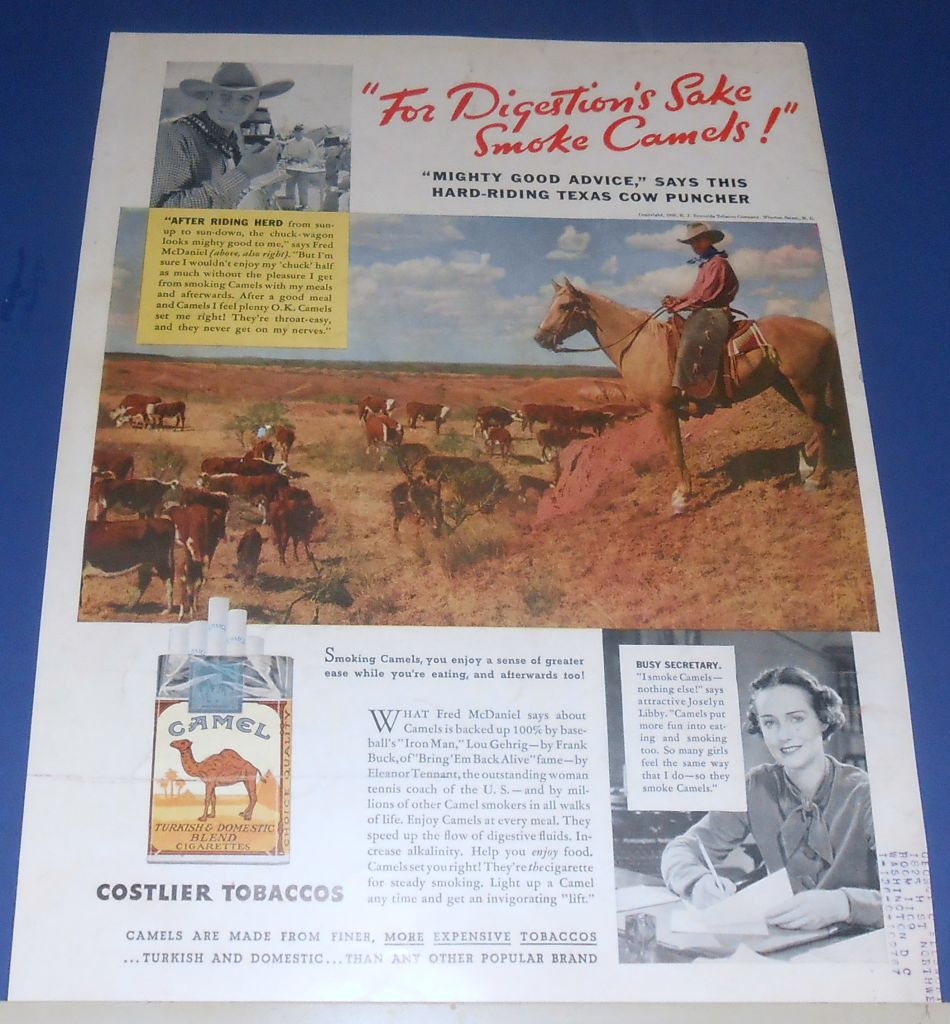 "For Digestion's Sake
Smoke Camels!"
"MIGHTY GOOD ADVICE," SAYS THIS
HARD-RIDING TEXAS COW PUNCHER
Copyright, 1936, R. J. Reynolds Tobacco Company, Winston-Salem, N. C.
"AFTER RIDING HERD from sun-
up to sun-down, the chuck-wagon
looks mighty good to me," says Fred
McDaniel (above, also right). "But I'm
sure I wouldn't enjoy my 'chuck' half
as much without the pleasure I get
from smoking Camels with my meals
and afterwards. After a good meal
and Camels I feel plenty O.K. Camels
set me right! They're throat-easy,
and they never get on my nerves."
Smoking Camels, you enjoy a sense of greater
ease while you're eating, and afterwards too!
WHAT Fred McDaniel says about
Camels is backed up 100% by base-
ball's "Iron Man," Lou Gehrig—by Frank
Buck, of "Bring 'Em Back Alive" fame—by
Eleanor Tennant, the outstanding woman
tennis coach of the U. S.—and by mil-
lions of other Camel smokers in all walks
of life. Enjoy Camels at every meal. They
speed up the flow of digestive fluids. In-
crease alkalinity. Help you enjoy food.
Camels set you right! They're the cigarette
for steady smoking. Light up a Camel
any time and get an invigorating "lift."
BUSY SECRETARY.
"I smoke Camels—
nothing else!" says
attractive Joselyn
Libby. "Camels put
more fun into eat-
ing and smoking
too. So many girls
feel the same way
that I do—so they
smoke Camels."
CAMEL
CHOICE QUALITY
TURKISH & DOMESTIC
BLEND
CIGARETTES
COSTLIER TOBACCOS
CAMELS ARE MADE FROM FINER, MORE EXPENSIVE TOBACCOS
...TURKISH AND DOMESTIC...THAN ANY OTHER POPULAR BRAND
ST NORTHWE
WASHINGTON D C